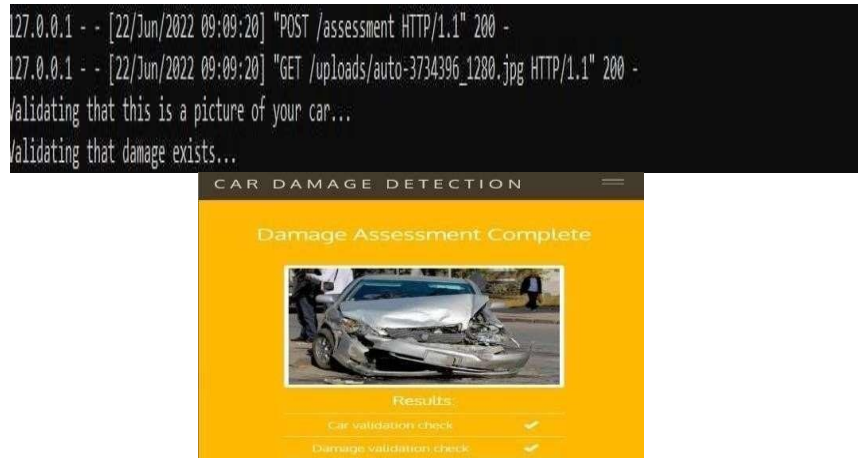 127.0.0.1 - - [22/Jun/2022 09:09:20] "POST /assessment HTTP/1.1" 200 -
127.0.0.1 - - [22/Jun/2022 09:09:20] "GET /uploads/auto-3734396_1280.jpg HTTP/1.1" 200 -
Validating that this is a picture of your car...
Validating that damage exists...
CAR DAMAGE DETECTION
Damage Assessment Complete
Results
Car validation check
Damage validation check